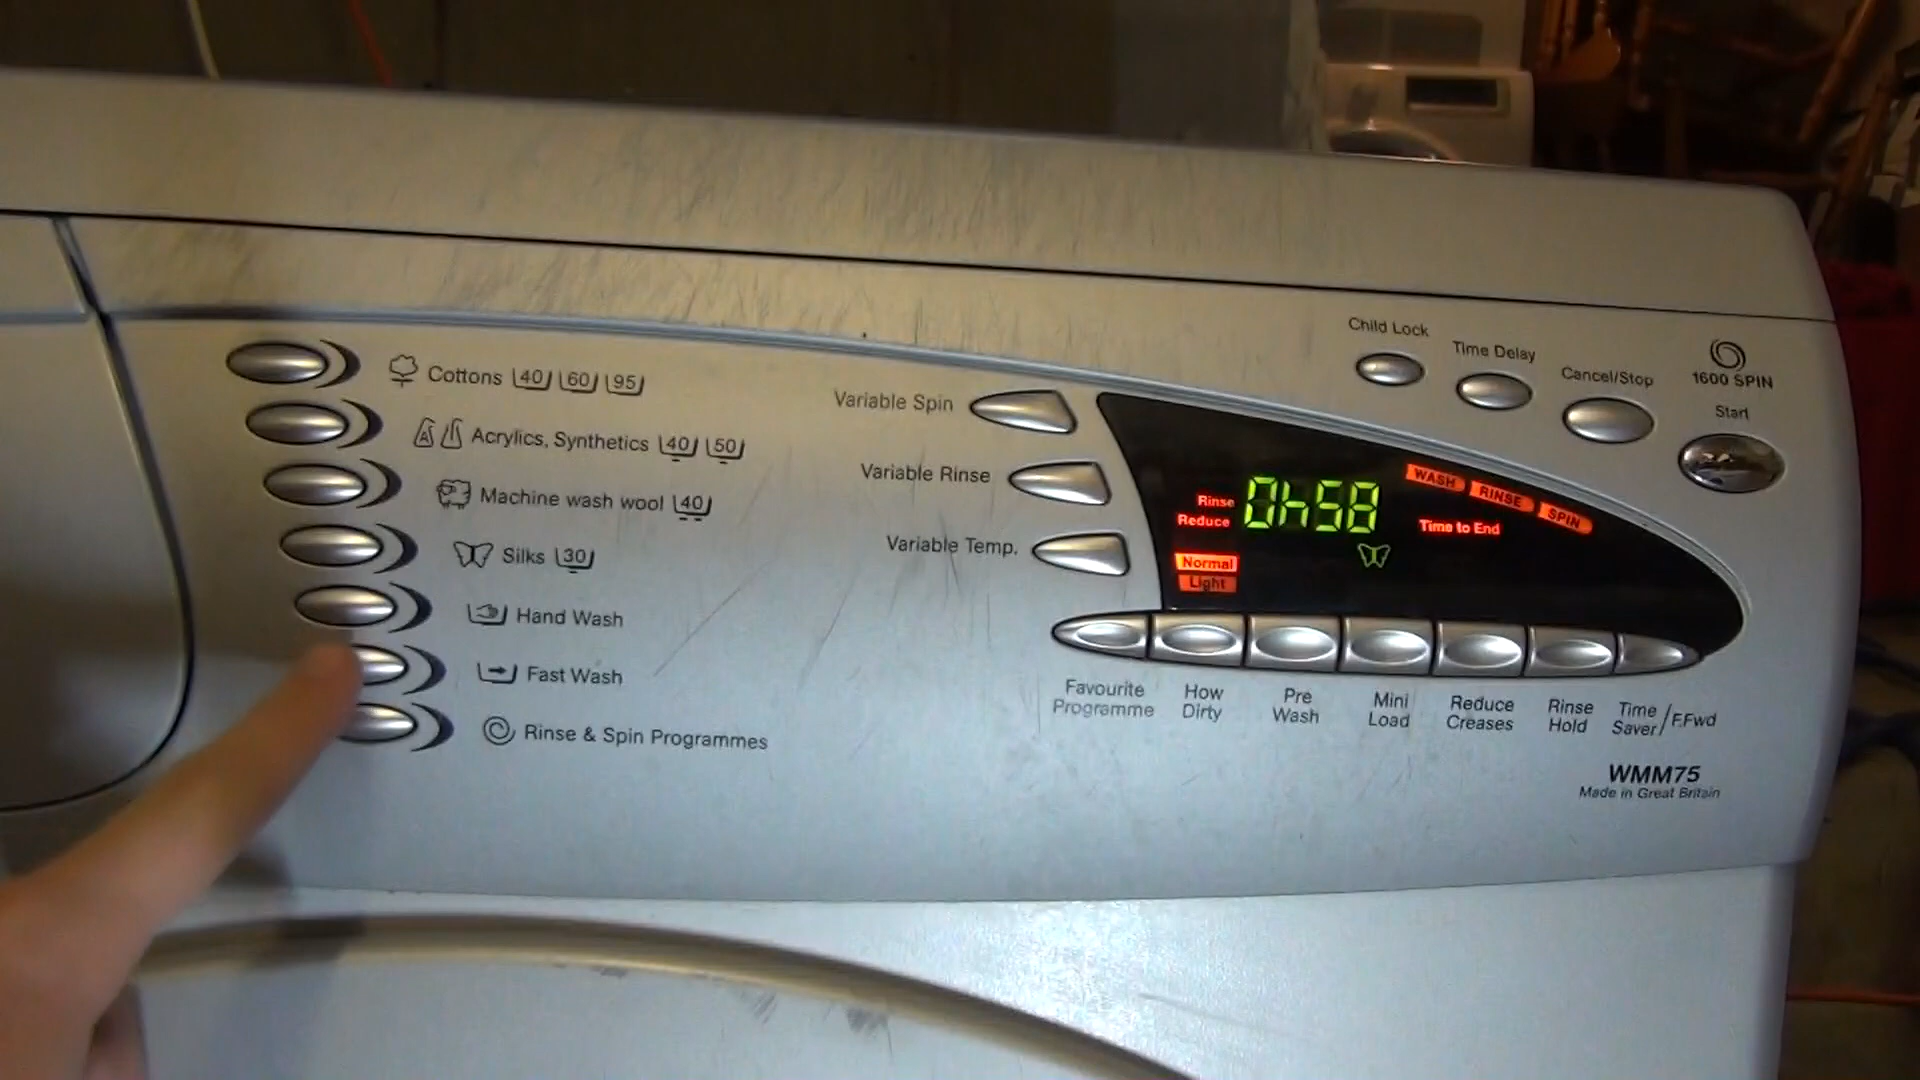 Cottons 40 60 95
Acrylics, Synthetics 40 50
Machine wash wool 40
Silks 30
Hand Wash
Fast Wash
Rinse & Spin Programmes
Variable Spin
Variable Rinse
Variable Temp.
Child Lock
Time Delay
Cancel/Stop
1600 SPIN
Start
WASH RINSE SPIN
Rinse
Reduce
0h58
Time to End
Normal
Light
Favourite
Programme
How
Dirty
Pre
Wash
Mini
Load
Reduce
Creases
Rinse
Hold
Time
Saver/F.Fwd
WMM75
Made in Great Britain